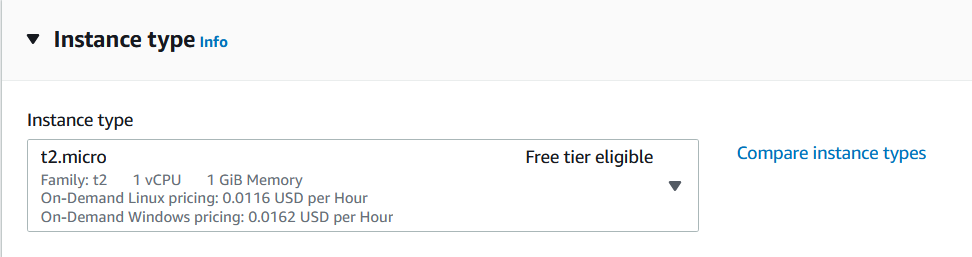 Instance type Info
Instance type
t2.micro Free tier eligible
Family: t2 1 vCPU 1 GiB Memory
On-Demand Linux pricing: 0.0116 USD per Hour
On-Demand Windows pricing: 0.0162 USD per Hour
Compare instance types